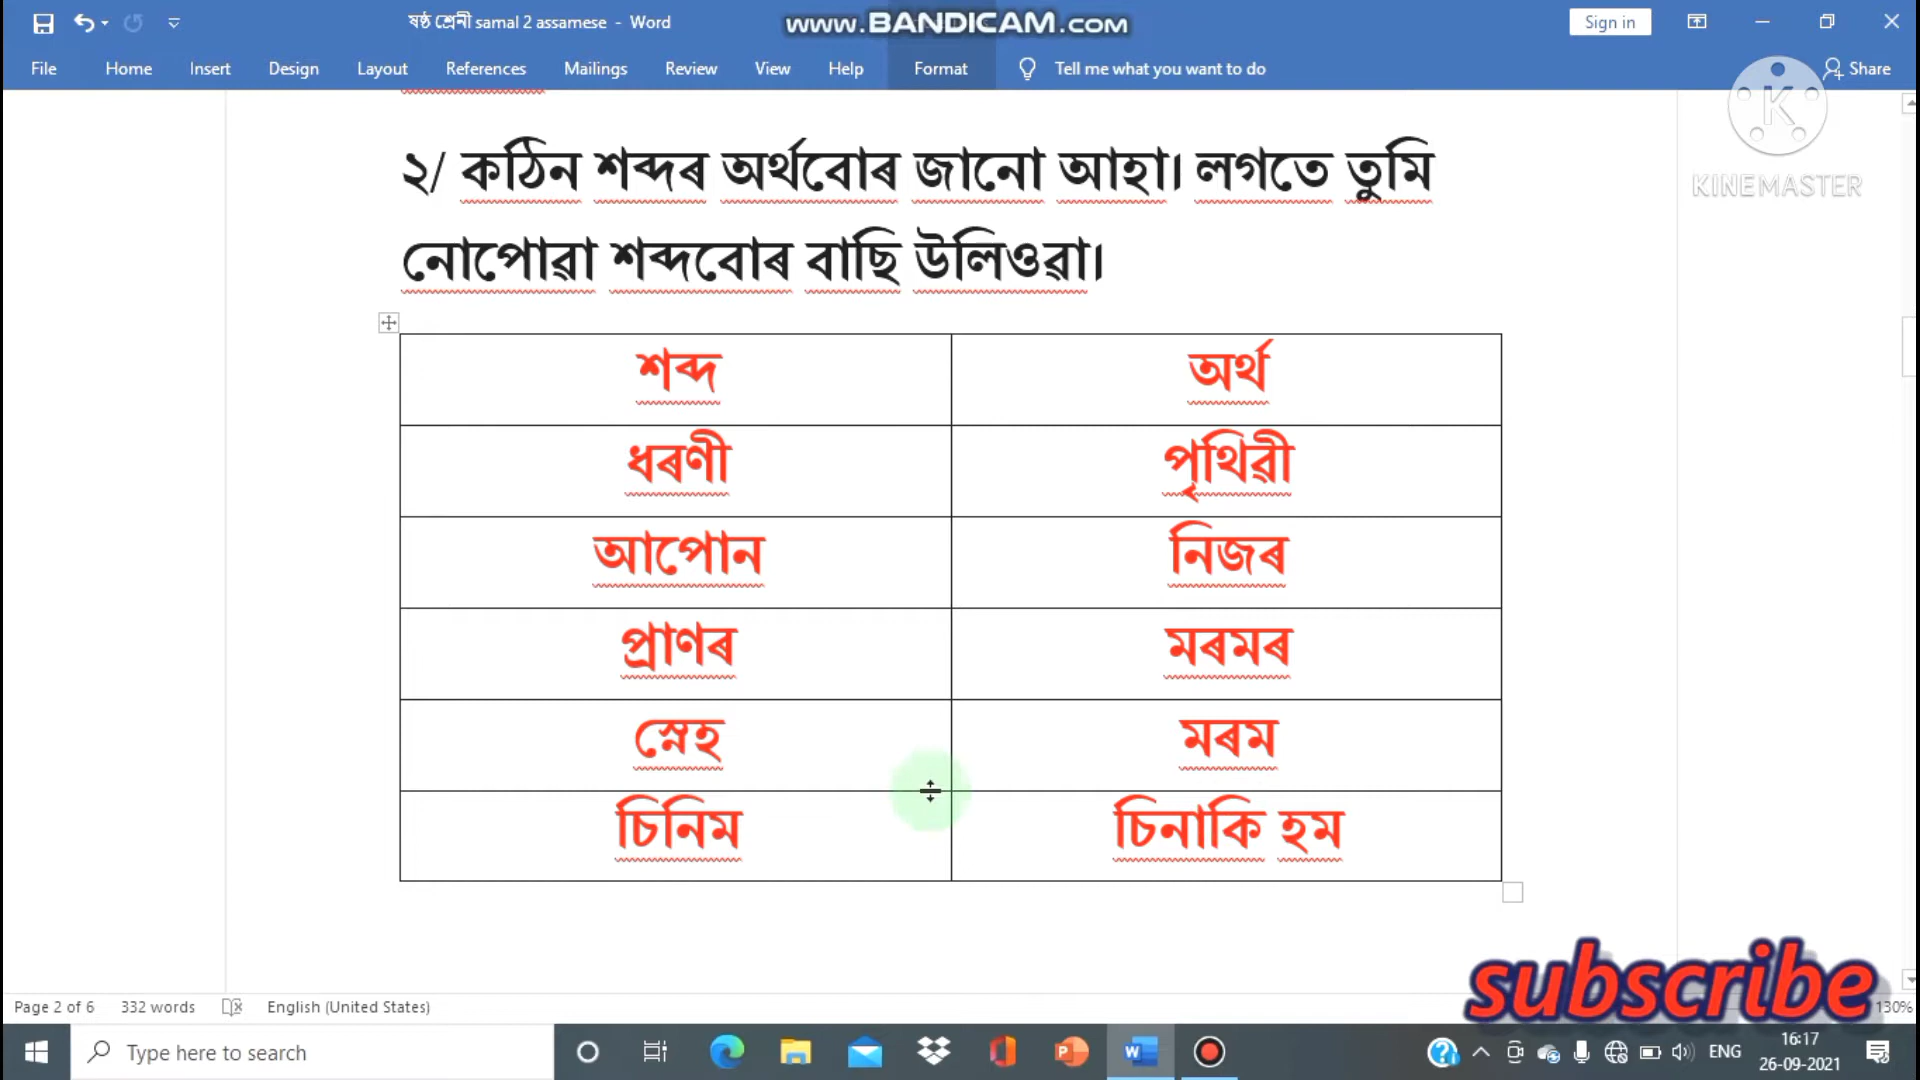 ষষ্ঠ শ্ৰেনী samal 2 assamese - Word
www.BANDICAM.com
Sign in
File Home Insert Design Layout References Mailings Review View Help Format Tell me what you want to do Share
K
KINEMASTER
২/ কঠিন শব্দৰ অৰ্থবোৰ জানো আহা। লগতে তুমি
নোপোৱা শব্দবোৰ বাছি উলিওৱা।
শব্দ অৰ্থ
ধৰণী পৃথিৱী
আপোন নিজৰ
প্ৰাণৰ মৰমৰ
স্নেহ মৰম
চিনিম চিনাকি হম
subscribe
Page 2 of 6 332 words English (United States) 130%
Type here to search
ENG
16:17
26-09-2021